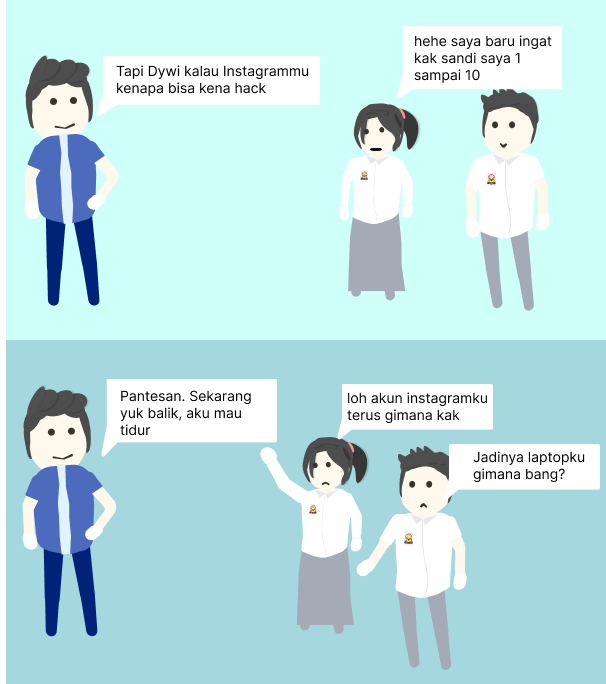 Tapi Dywi kalau Instagrammu
kenapa bisa kena hack
hehe saya baru ingat
kak sandi saya 1
sampai 10
Pantesan. Sekarang
yuk balik, aku mau
tidur
loh akun instagramku
terus gimana kak
Jadinya laptopku
gimana bang?